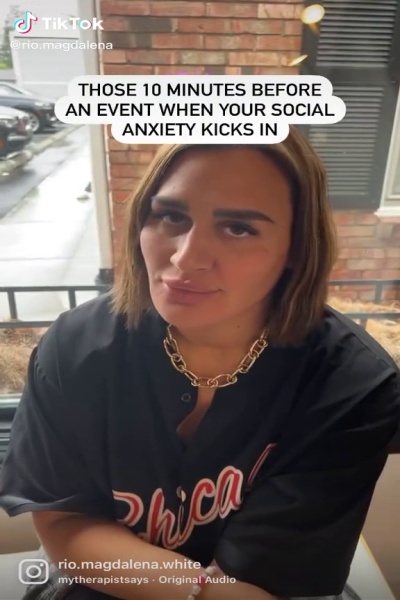 TikTok
@rio.magdalena
THOSE 10 MINUTES BEFORE
AN EVENT WHEN YOUR SOCIAL
ANXIETY KICKS IN
Chica
rio.magdalena.white
mytherapistsays · Original Audio